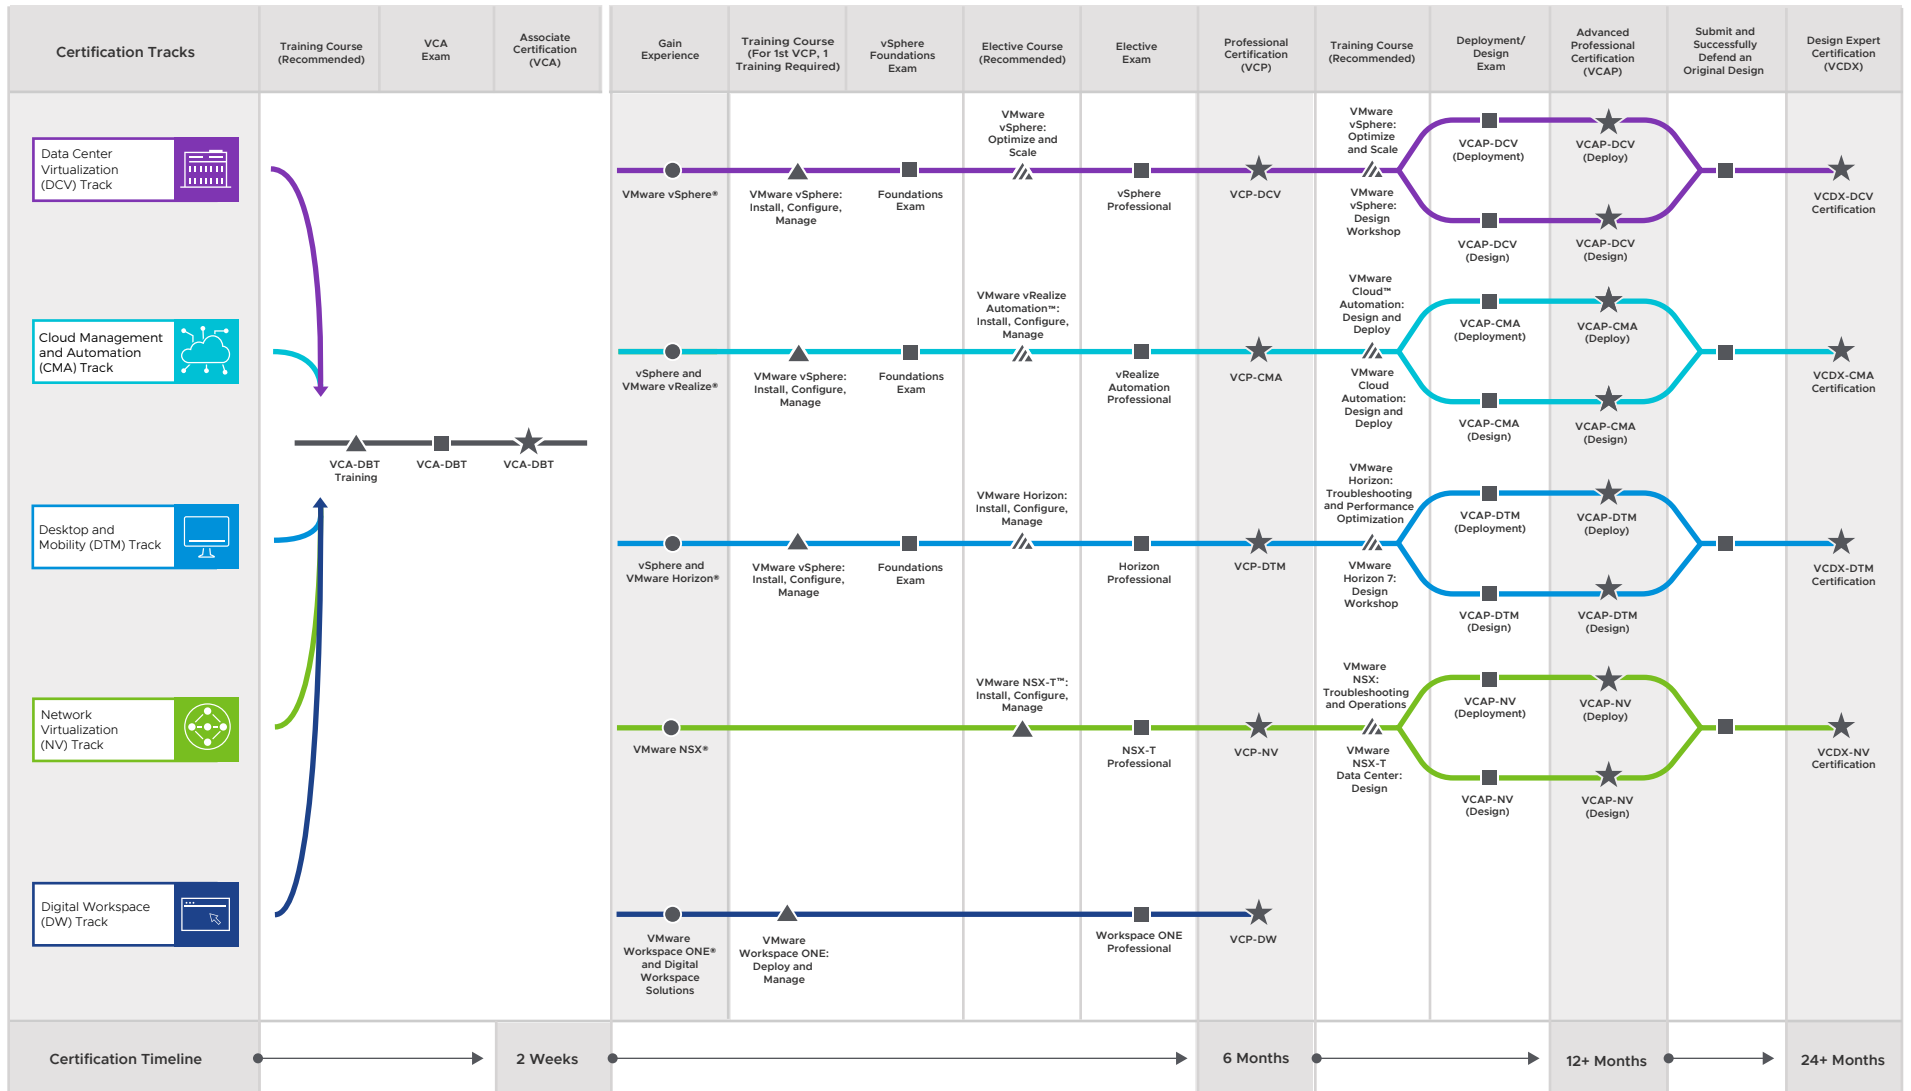 Certification Tracks
Training Course
(Recommended)
VCA
Exam
Associate
Certification
(VCA)
Gain
Experience
Training Course
(For 1st VCP, 1
Training Required)
vSphere
Foundations
Exam
Elective Course
(Recommended)
Elective
Exam
Professional
Certification
(VCP)
Training Course
(Recommended)
Deployment/
Design
Exam
Advanced
Professional
Certification
(VCAP)
Submit and
Successfully
Defend an
Original Design
Design Expert
Certification
(VCDX)
Data Center
Virtualization
(DCV) Track
VMware vSphere®
VMware vSphere:
Install, Configure,
Manage
Foundations
Exam
VMware
vSphere:
Optimize and
Scale
vSphere
Professional
VCP-DCV
VMware
vSphere:
Optimize
and Scale
VMware
vSphere:
Design
Workshop
VCAP-DCV
(Deployment)
VCAP-DCV
(Deploy)
VCAP-DCV
(Design)
VCAP-DCV
(Design)
VCDX-DCV
Certification
Cloud Management
and Automation
(CMA) Track
vSphere and
VMware vRealize®
VMware vSphere:
Install, Configure,
Manage
Foundations
Exam
VMware vRealize
Automation™:
Install, Configure,
Manage
vRealize
Automation
Professional
VCP-CMA
VMware
Cloud™
Automation:
Design and
Deploy
VMware
Cloud
Automation:
Design and
Deploy
VCAP-CMA
(Deployment)
VCAP-CMA
(Deploy)
VCAP-CMA
(Design)
VCAP-CMA
(Design)
VCDX-CMA
Certification
VCA-DBT
Training
VCA-DBT
VCA-DBT
Desktop and
Mobility (DTM) Track
vSphere and
VMware Horizon®
VMware vSphere:
Install, Configure,
Manage
Foundations
Exam
VMware Horizon:
Install, Configure,
Manage
Horizon
Professional
VCP-DTM
VMware
Horizon:
Troubleshooting
and Performance
Optimization
VMware
Horizon 7:
Design
Workshop
VCAP-DTM
(Deployment)
VCAP-DTM
(Deploy)
VCAP-DTM
(Design)
VCAP-DTM
(Design)
VCDX-DTM
Certification
Network
Virtualization
(NV) Track
VMware NSX®
VMware NSX-T™:
Install, Configure,
Manage
NSX-T
Professional
VCP-NV
VMware
NSX:
Troubleshooting
and Operations
VMware
NSX-T
Data Center:
Design
VCAP-NV
(Deployment)
VCAP-NV
(Deploy)
VCAP-NV
(Design)
VCAP-NV
(Design)
VCDX-NV
Certification
Digital Workspace
(DW) Track
VMware
Workspace ONE®
and Digital
Workspace
Solutions
VMware
Workspace ONE:
Deploy and
Manage
Workspace ONE
Professional
VCP-DW
Certification Timeline
2 Weeks
6 Months
12+ Months
24+ Months